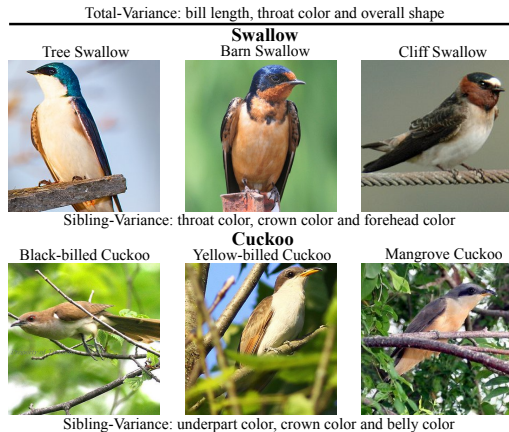 Total-Variance: bill length, throat color and overall shape
Swallow
Tree Swallow Barn Swallow Cliff Swallow
Sibling-Variance: throat color, crown color and forehead color
Cuckoo
Black-billed Cuckoo Yellow-billed Cuckoo Mangrove Cuckoo
Sibling-Variance: underpart color, crown color and belly color